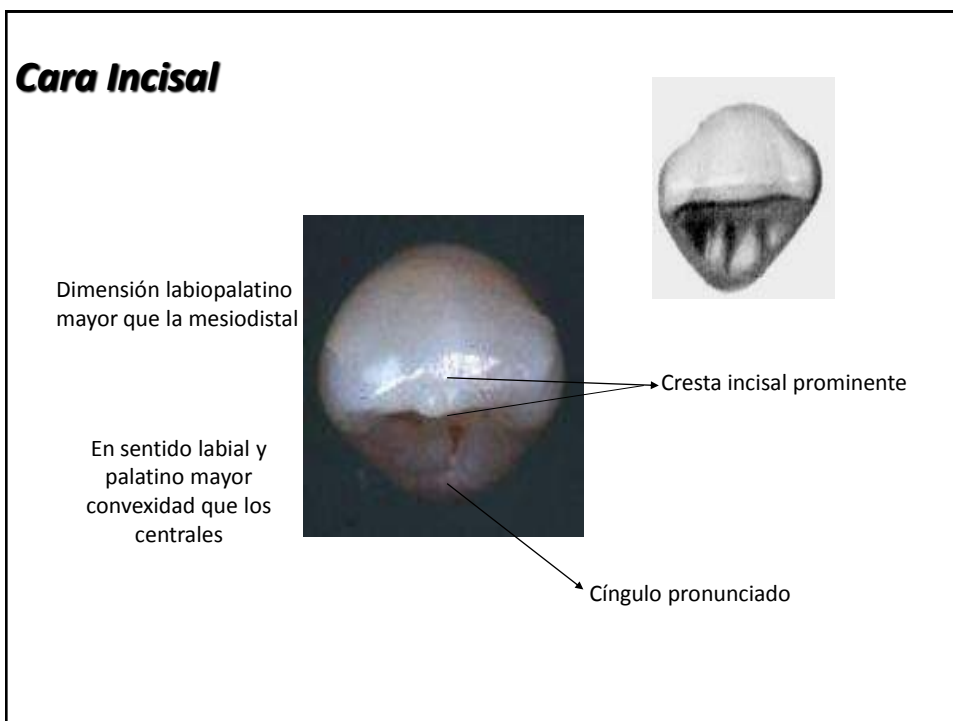 Cara Incisal
Dimensión labiopalatino
mayor que la mesiodistal
Cresta incisal prominente
En sentido labial y
palatino mayor
convexidad que los
centrales
Cíngulo pronunciado